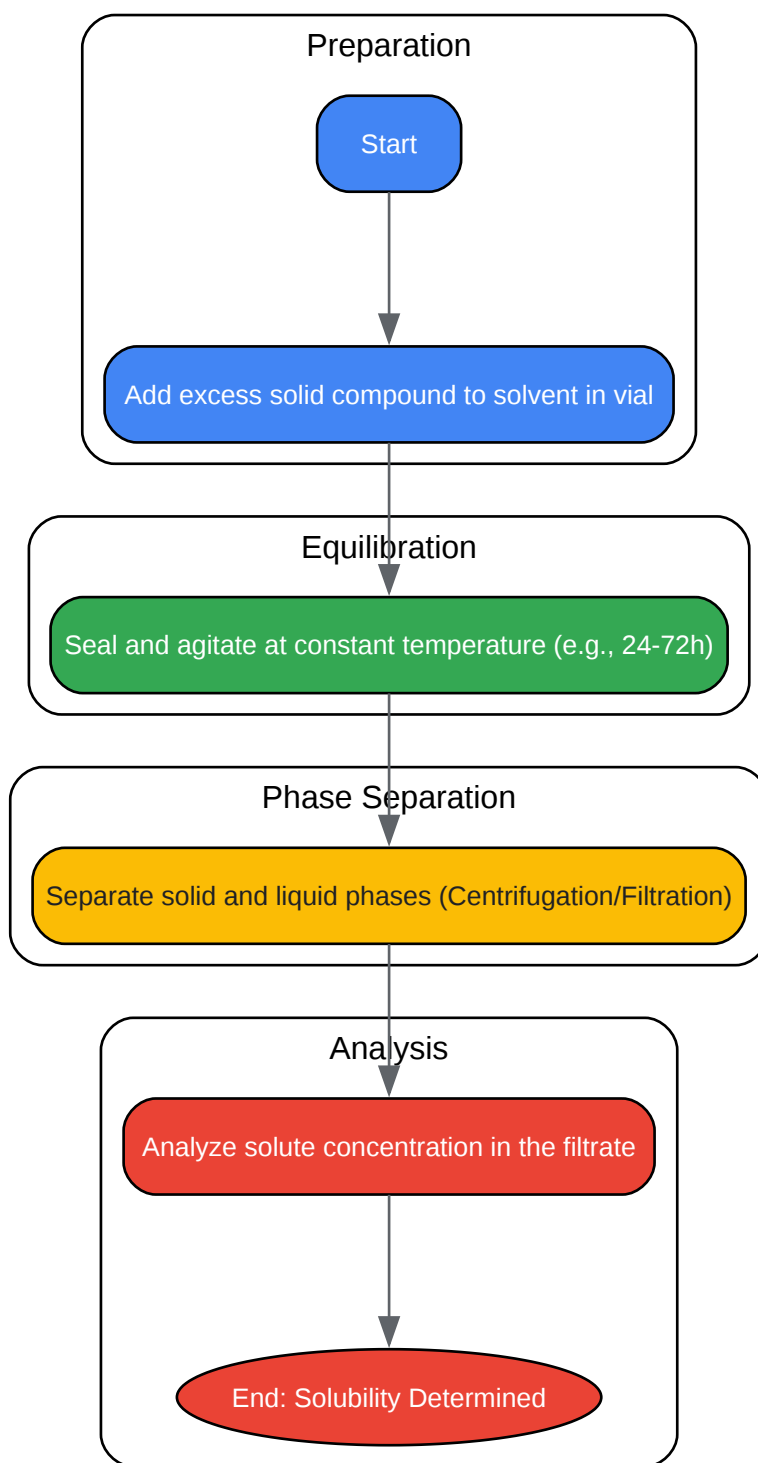 Preparation
Start
Add excess solid compound to solvent in vial
Equilibration
Seal and agitate at constant temperature (e.g., 24-72h)
Phase Separation
Separate solid and liquid phases (Centrifugation/Filtration)
Analysis
Analyze solute concentration in the filtrate
End: Solubility Determined